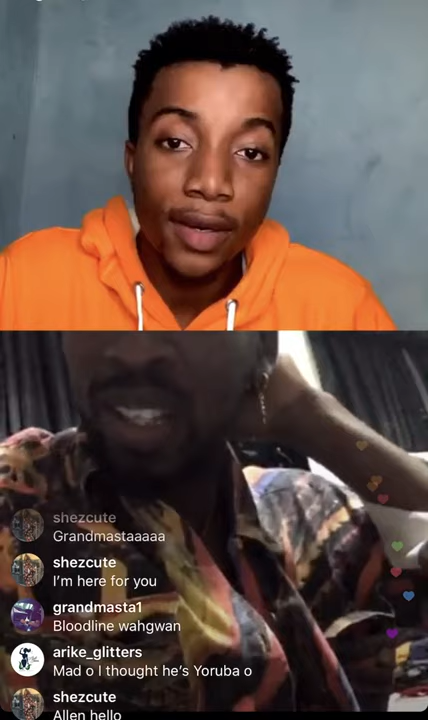 shezcute
Grandmastaaaaa
shezcute
I'm here for you
grandmasta1
Bloodline wahgwan
arike_glitters
Mad o I thought he's Yoruba o
shezcute
Allen hello